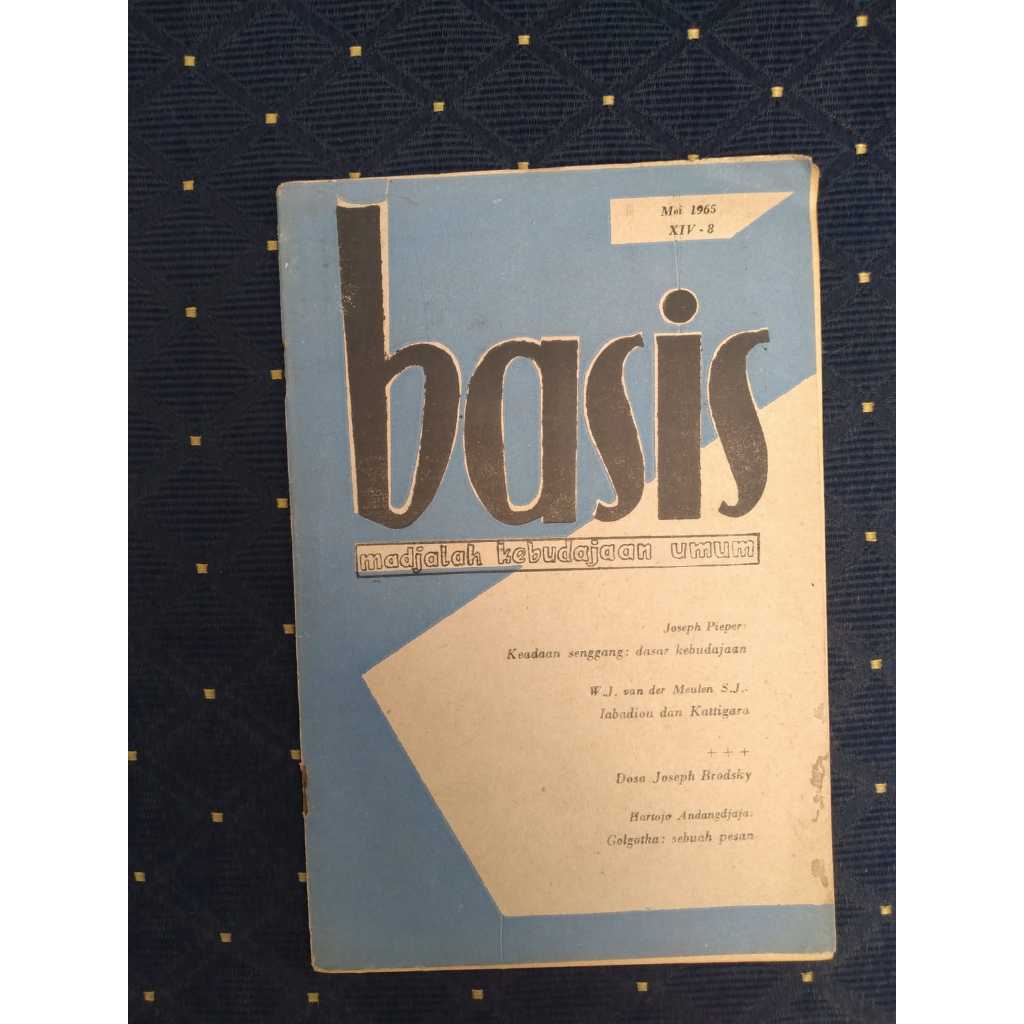 Mei 1965
XIV - 8
basis
madjalah kebudajaan umum
Joseph Pieper:
Keadaan senggang: dasar kebudajaan
W.J. van der Meulen S.J.:
Iabadiou dan Kattigara
+ + +
Dosa Joseph Brodsky
Hartojo Andangdjaja:
Golgotha: sebuah pesan